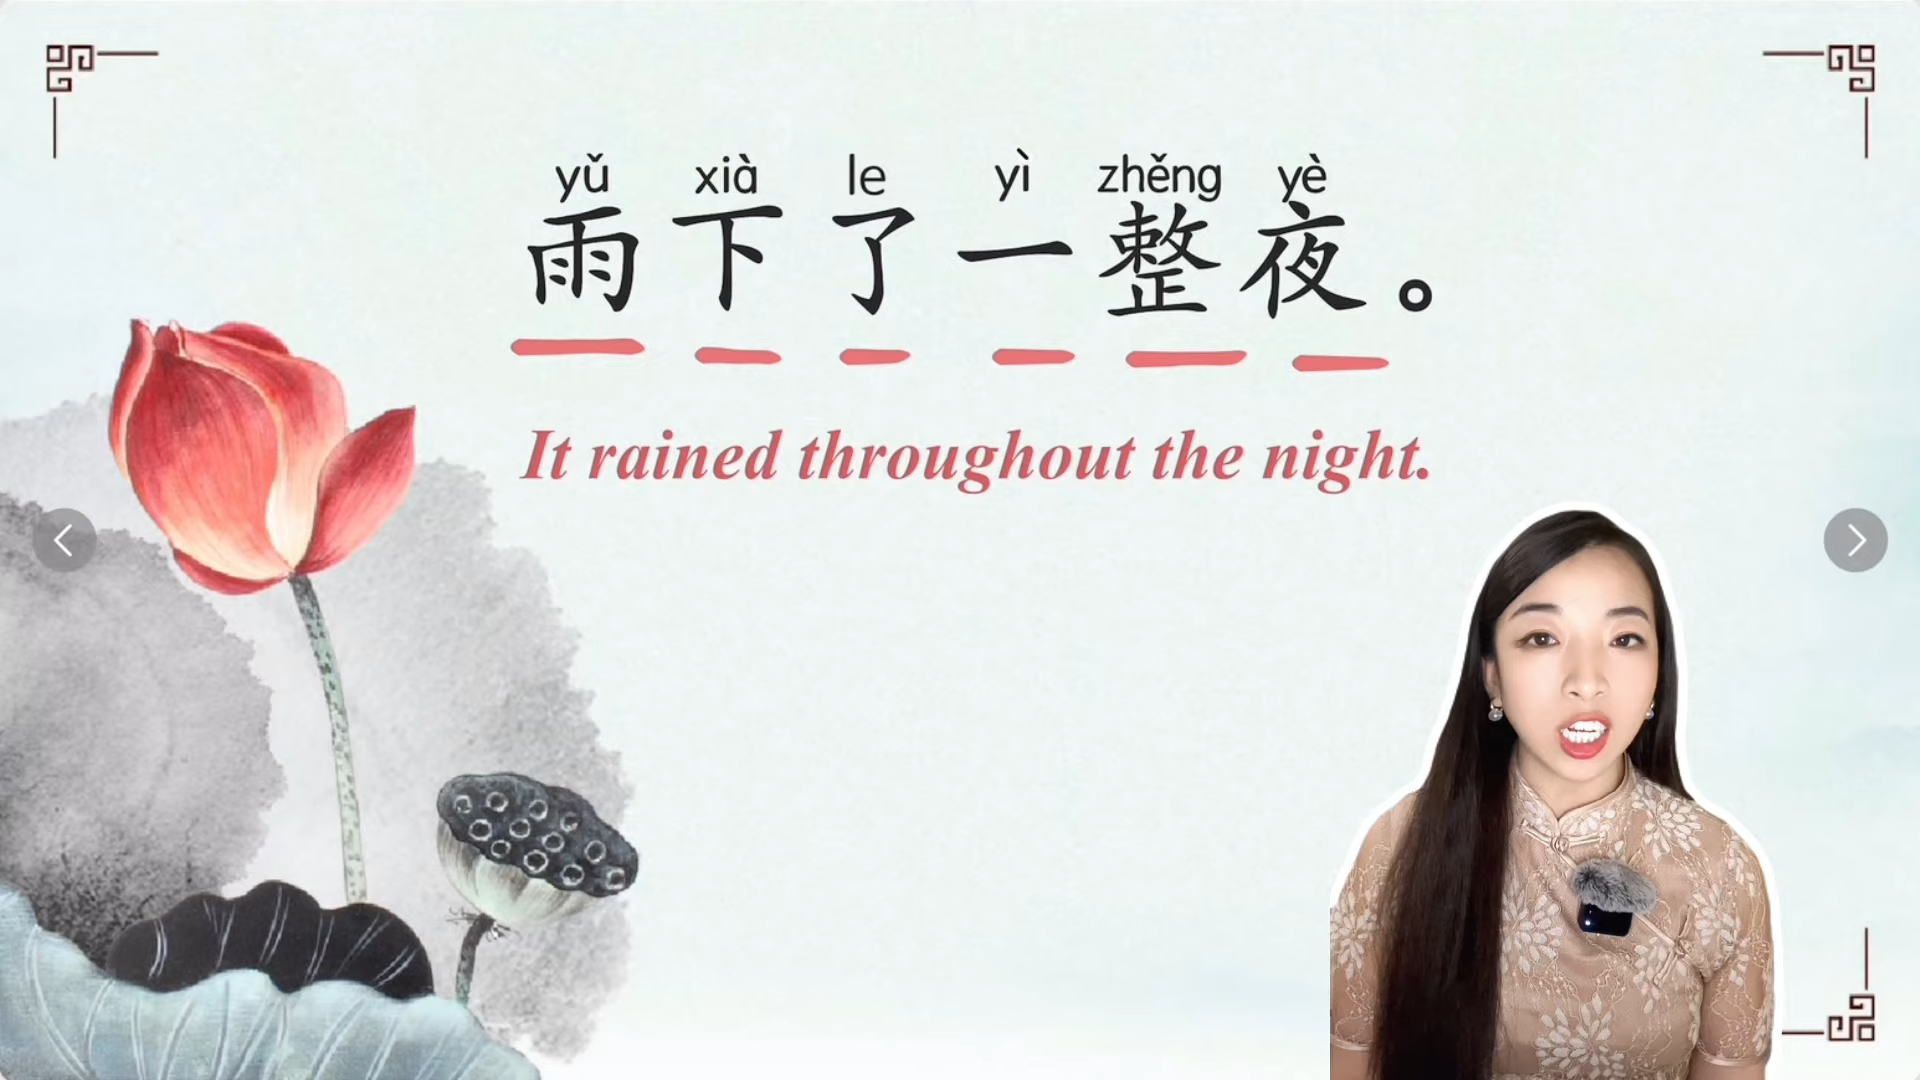 yǔ xià le yì zhěng yè
雨下了一整夜。
It rained throughout the night.